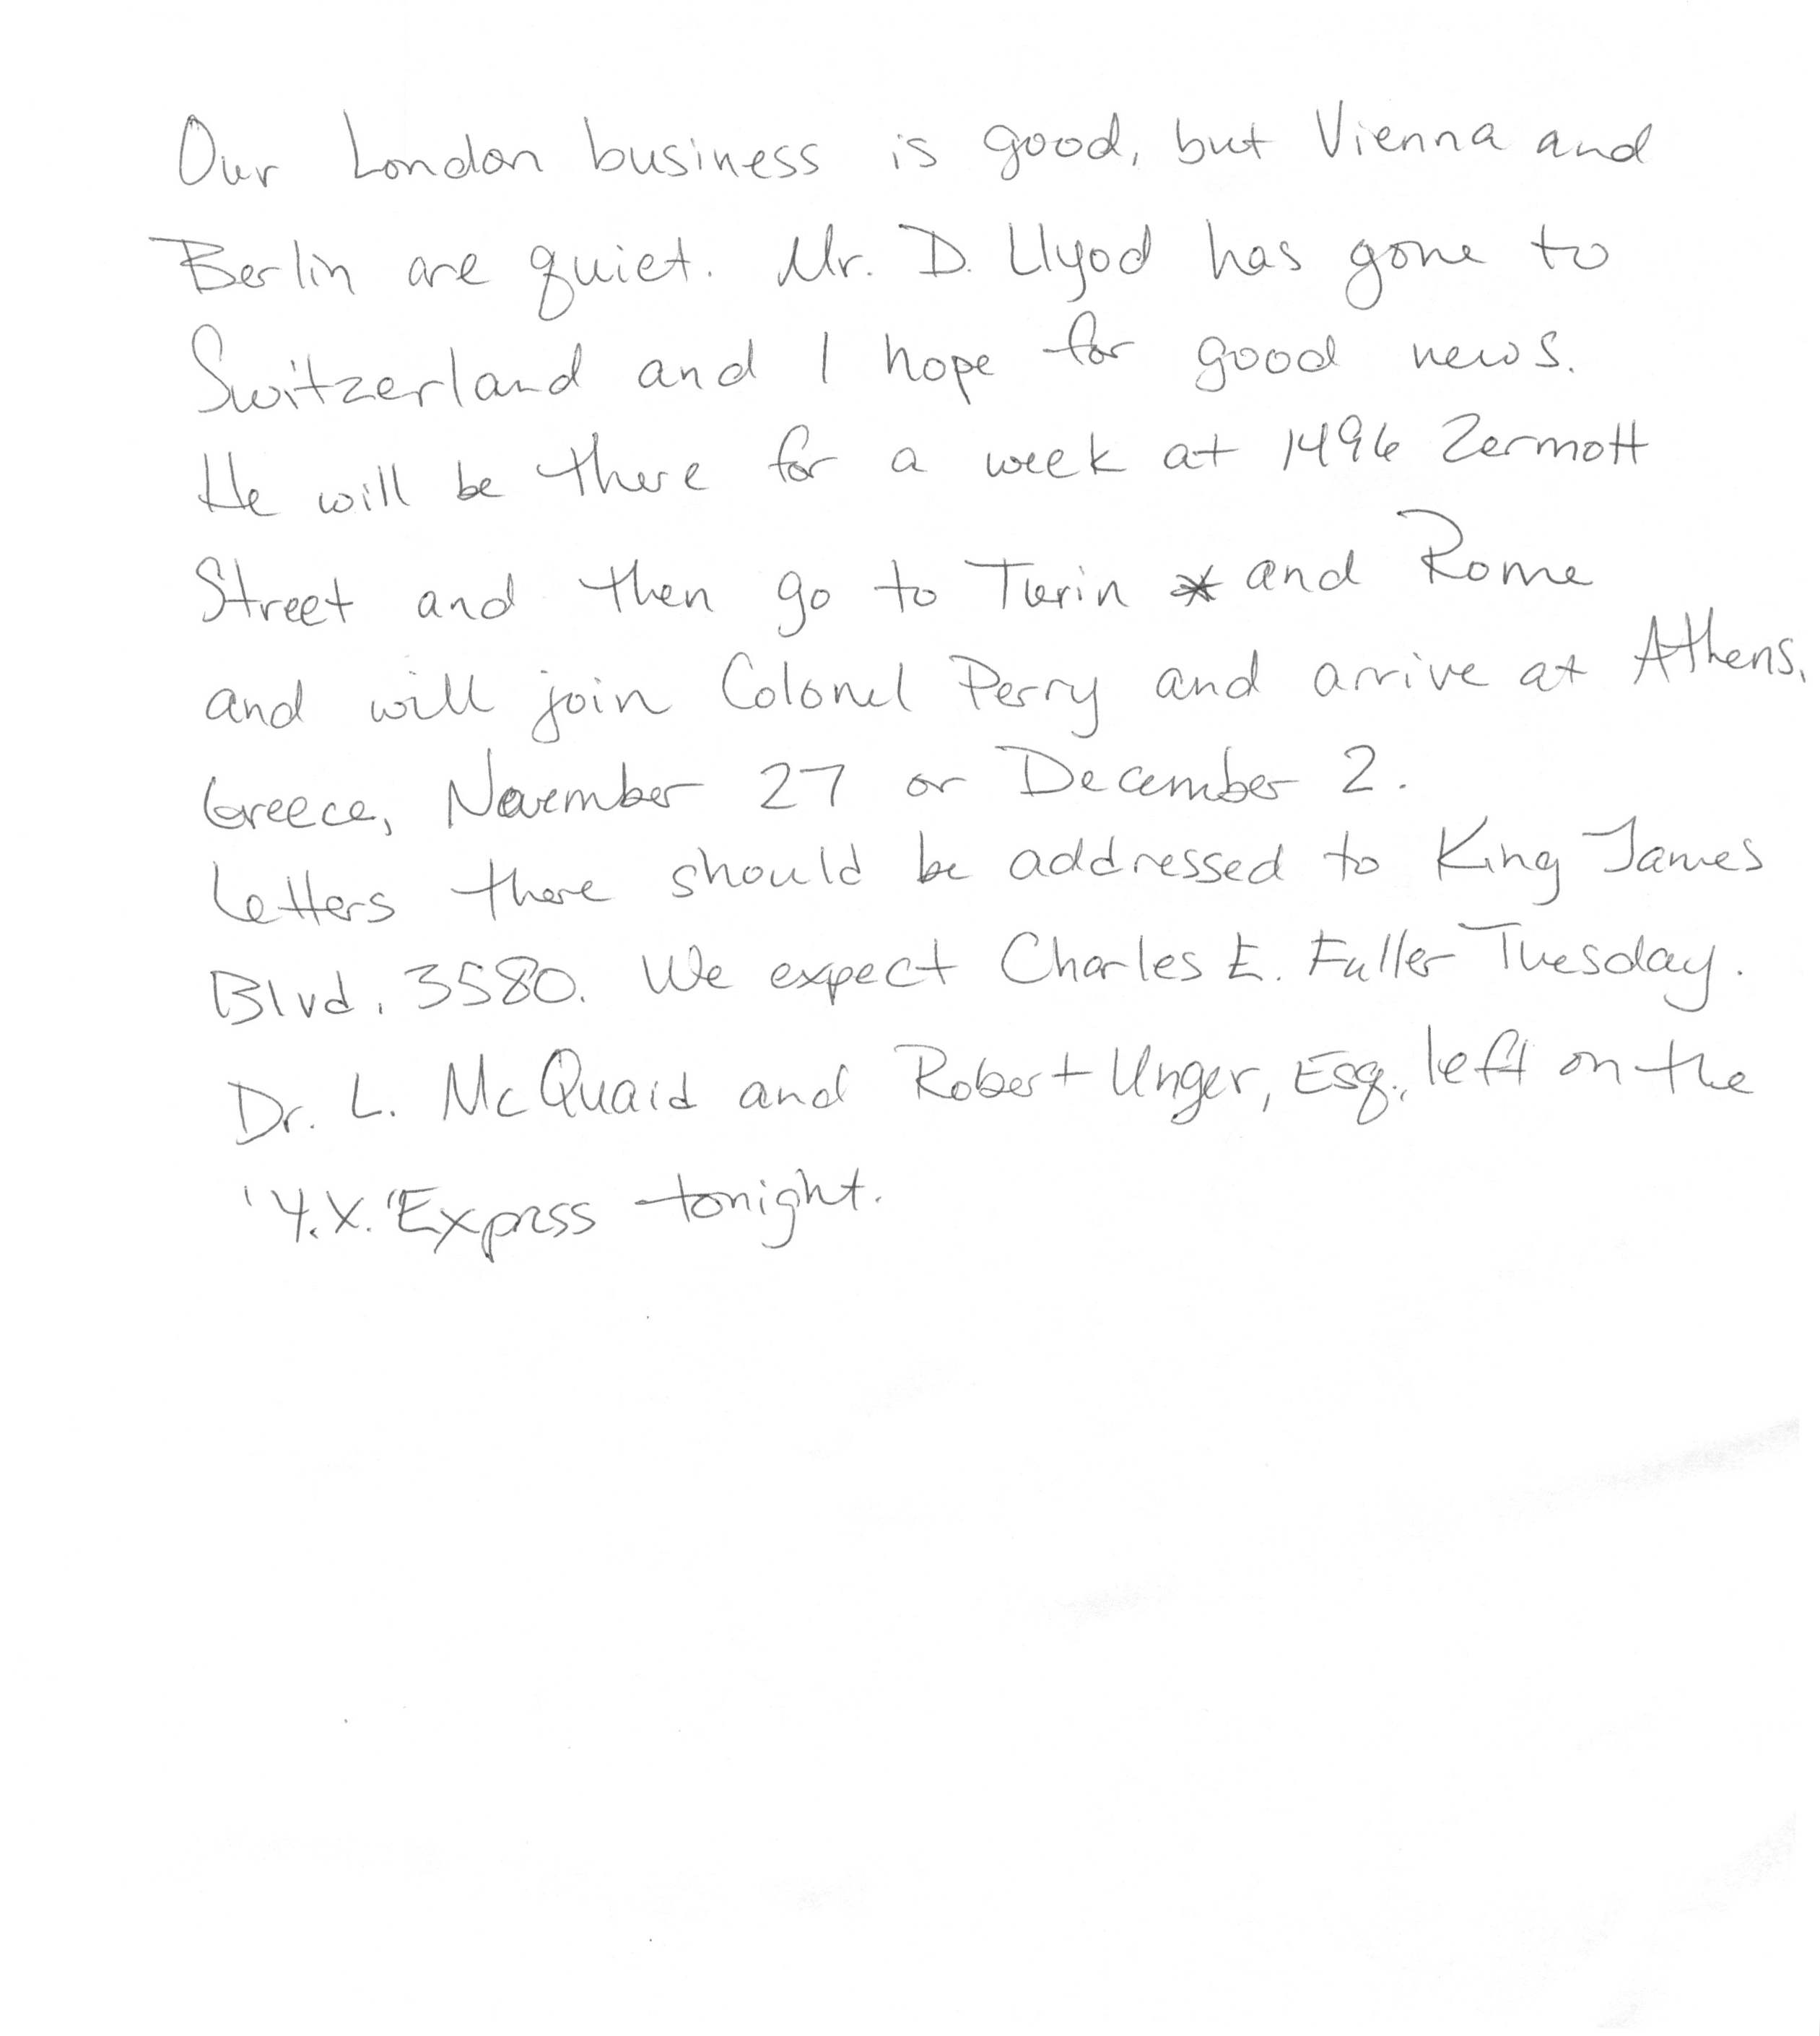 Our London business is good, but Vienna and
Berlin are quiet. Mr. D. Llyod has gone to
Switzerland and I hope for good news.
He will be there for a week at 1496 Zermott
Street and then go to Turin and Rome
and will join Colonel Perry and arrive at Athens,
Greece, November 27 or December 2.
Letters there should be addressed to King James
Blvd. 3580. We expect Charles E. Fuller Tuesday.
Dr. L. McQuaid and Robert Unger, Esq., left on the
'Y.X.' Express tonight.